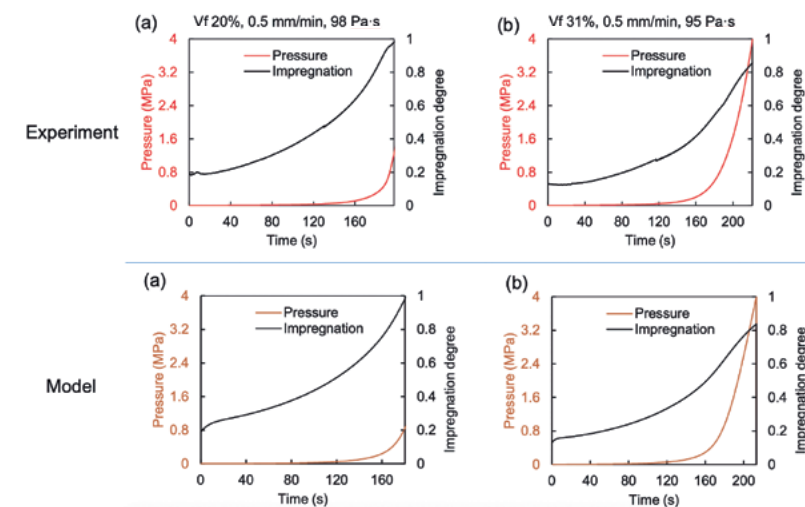 (a) Vf 20%, 0.5 mm/min, 98 Pa·s
(b) Vf 31%, 0.5 mm/min, 95 Pa·s
Experiment
Pressure (MPa)
4
3.2
2.4
1.6
0.8
0
Pressure
Impregnation
1
0.8
0.6
0.4
0.2
0
Impregnation degree
0 40 80 120 160
Time (s)
Pressure (MPa)
4
3.2
2.4
1.6
0.8
0
Pressure
Impregnation
1
0.8
0.6
0.4
0.2
0
Impregnation degree
0 40 80 120 160 200
Time (s)
Model
(a)
Pressure (MPa)
4
3.2
2.4
1.6
0.8
0
Pressure
Impregnation
1
0.8
0.6
0.4
0.2
0
Impregnation degree
0 40 80 120 160
Time (s)
(b)
Pressure (MPa)
4
3.2
2.4
1.6
0.8
0
Pressure
Impregnation
1
0.8
0.6
0.4
0.2
0
Impregnation degree
0 40 80 120 160 200
Time (s)